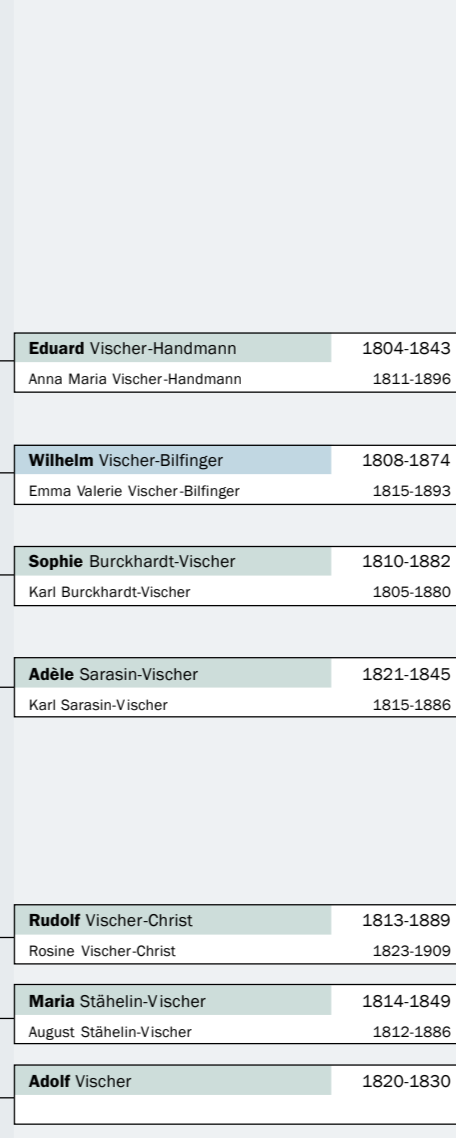 Eduard Vischer-Handmann 1804-1843
Anna Maria Vischer-Handmann 1811-1896
Wilhelm Vischer-Bilfinger 1808-1874
Emma Valerie Vischer-Bilfinger 1815-1893
Sophie Burckhardt-Vischer 1810-1882
Karl Burckhardt-Vischer 1805-1880
Adèle Sarasin-Vischer 1821-1845
Karl Sarasin-Vischer 1815-1886
Rudolf Vischer-Christ 1813-1889
Rosine Vischer-Christ 1823-1909
Maria Stähelin-Vischer 1814-1849
August Stähelin-Vischer 1812-1886
Adolf Vischer 1820-1830